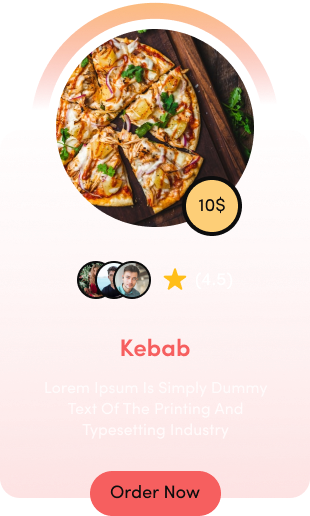 10$
(4.5)
Kebab
Lorem Ipsum Is Simply Dummy
Text Of The Printing And
Typesetting Industry
Order Now